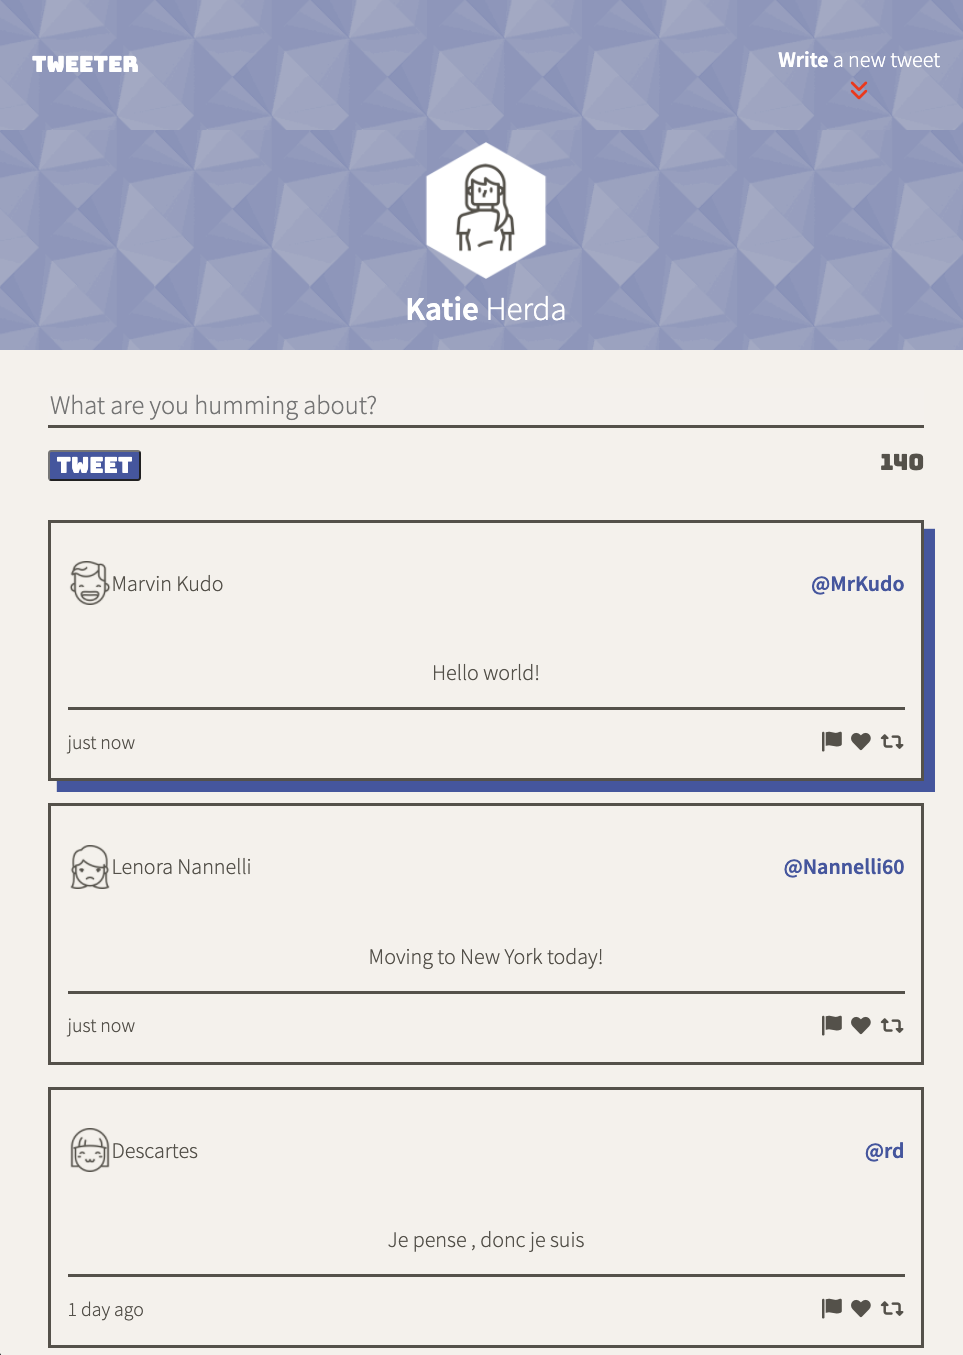 TWEETER
Write a new tweet
Katie Herda
What are you humming about?
TWEET
140
Marvin Kudo
@MrKudo
Hello world!
just now
Lenora Nannelli
@Nannelli60
Moving to New York today!
just now
Descartes
@rd
Je pense , donc je suis
1 day ago